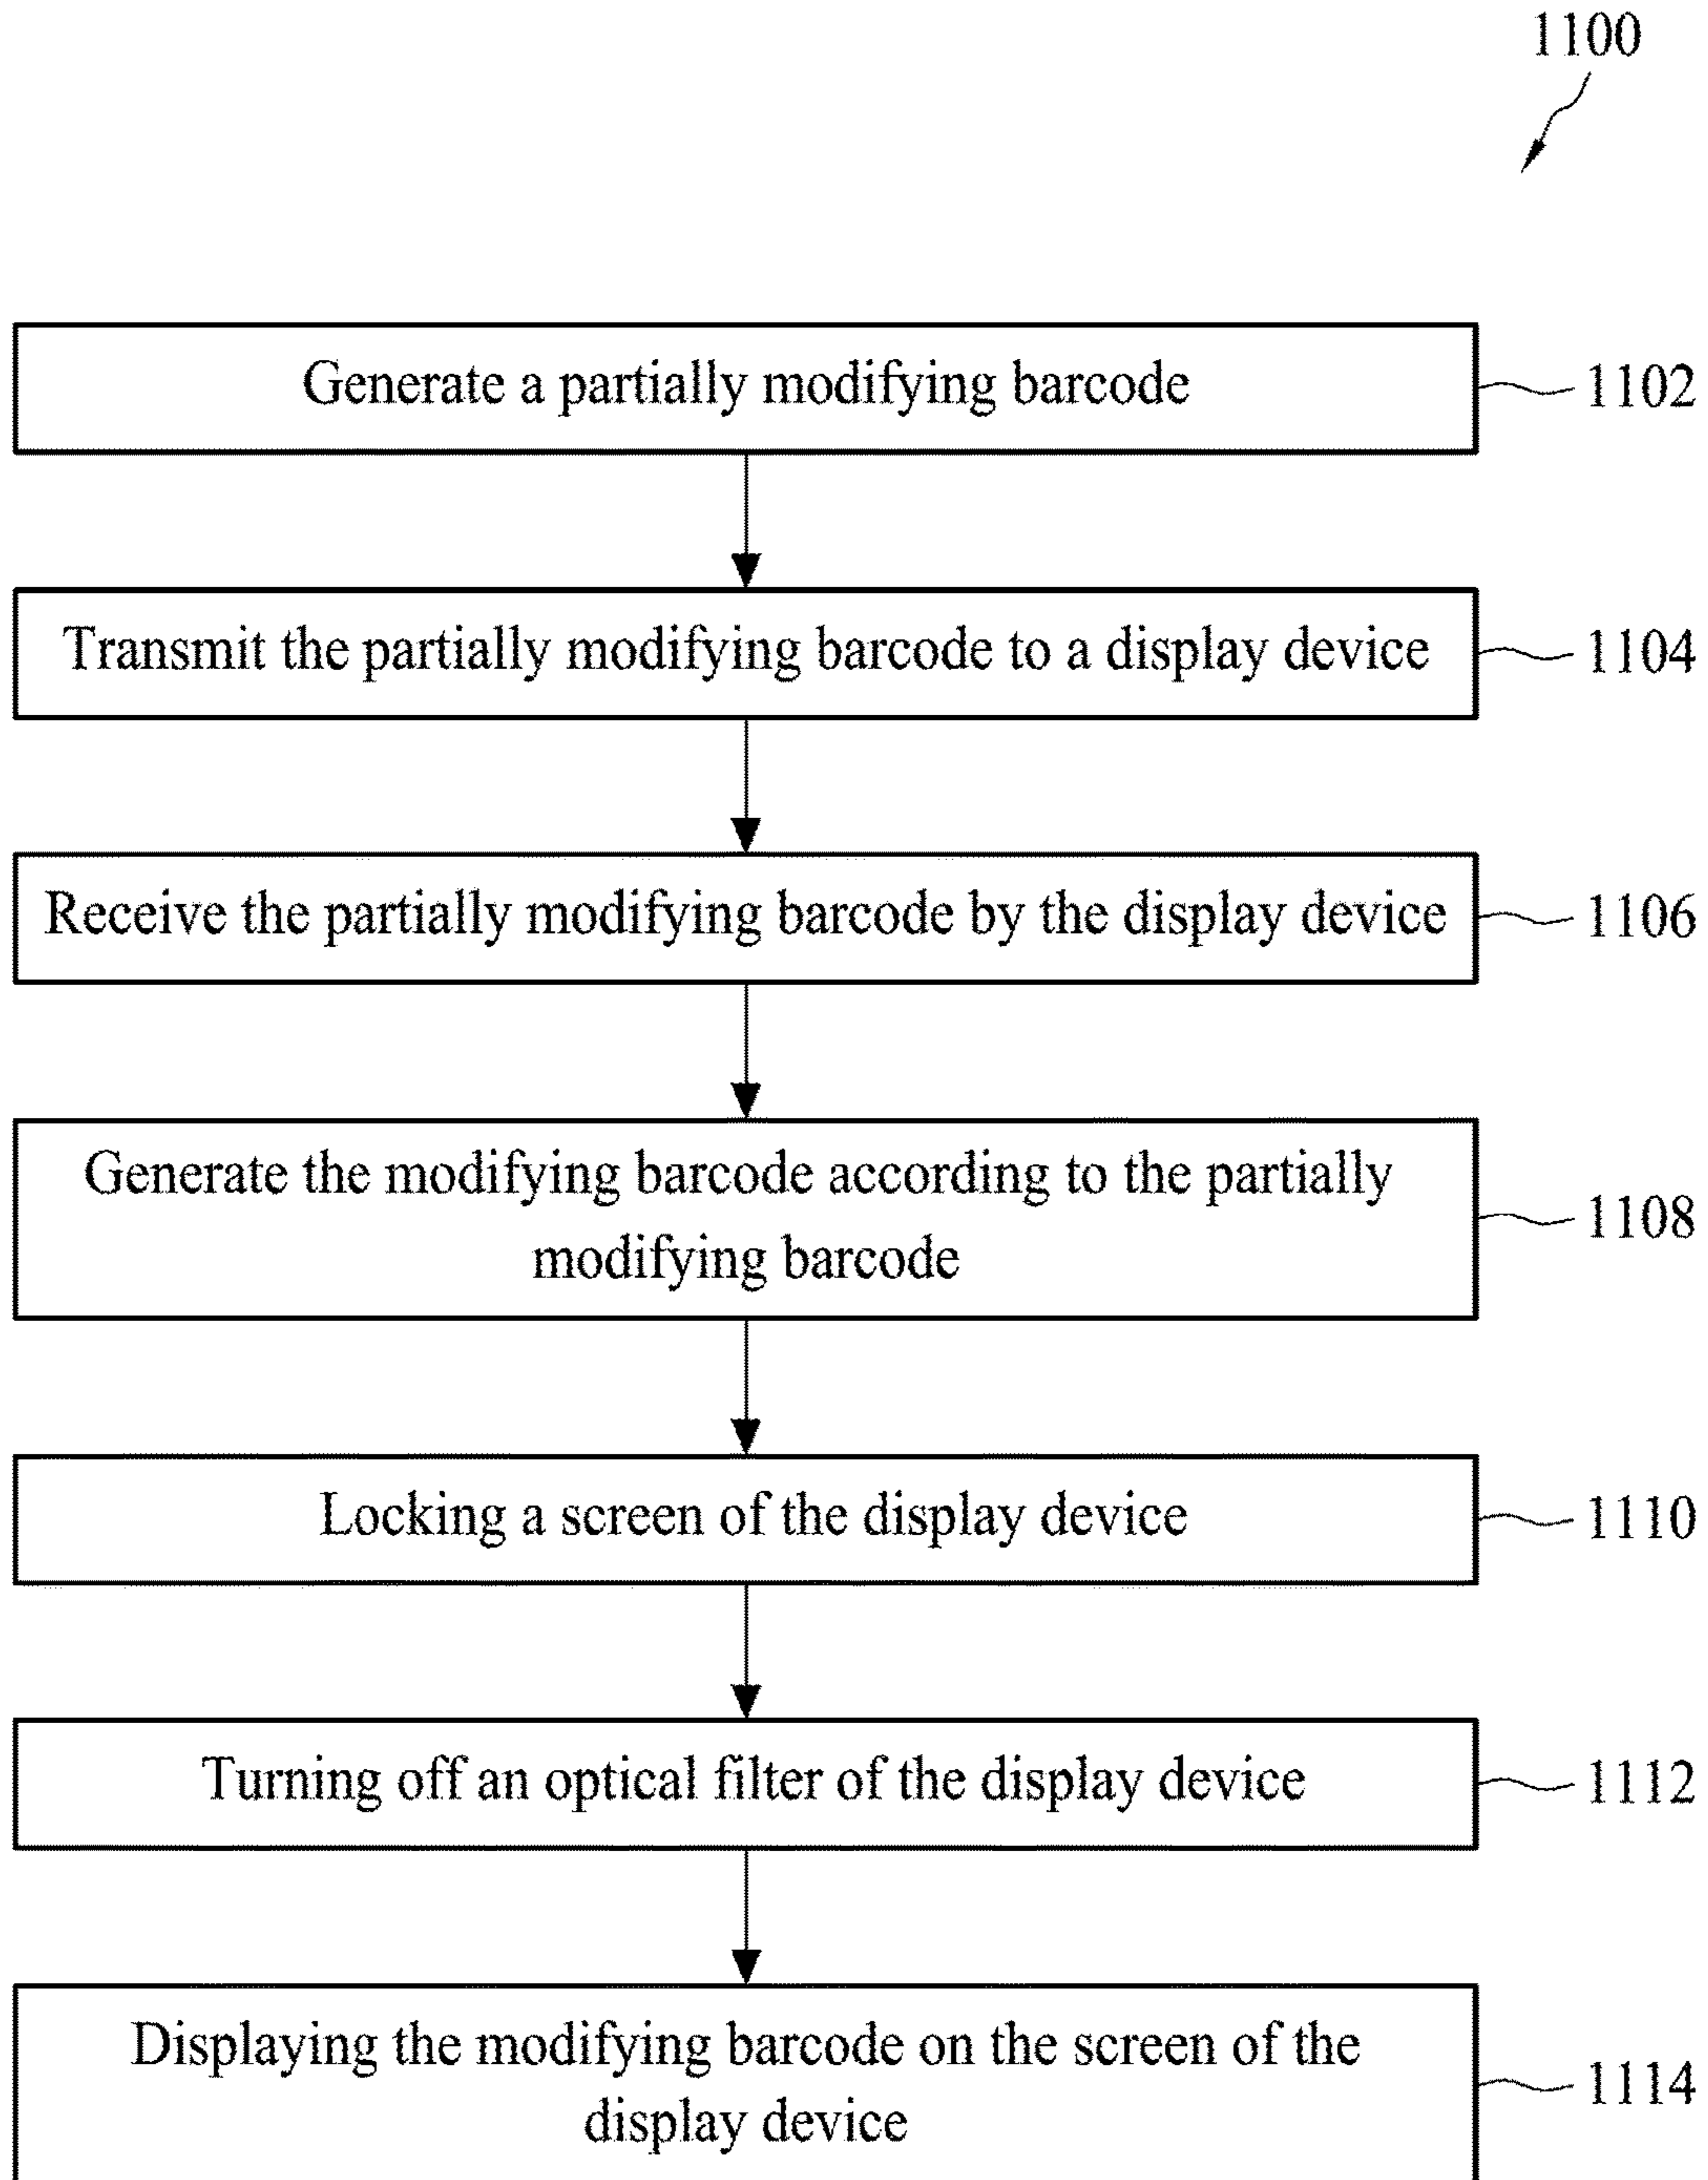 1100
Generate a partially modifying barcode
1102
Transmit the partially modifying barcode to a display device
1104
Receive the partially modifying barcode by the display device
1106
Generate the modifying barcode according to the partially
modifying barcode
1108
Locking a screen of the display device
1110
Turning off an optical filter of the display device
1112
Displaying the modifying barcode on the screen of the
display device
1114